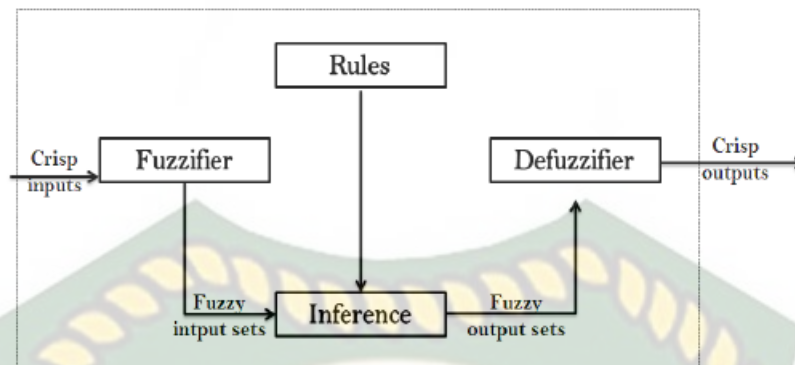 Rules
Crisp
inputs
Fuzzifier
Defuzzifier
Crisp
outputs
Fuzzy
intput sets
Inference
Fuzzy
output sets